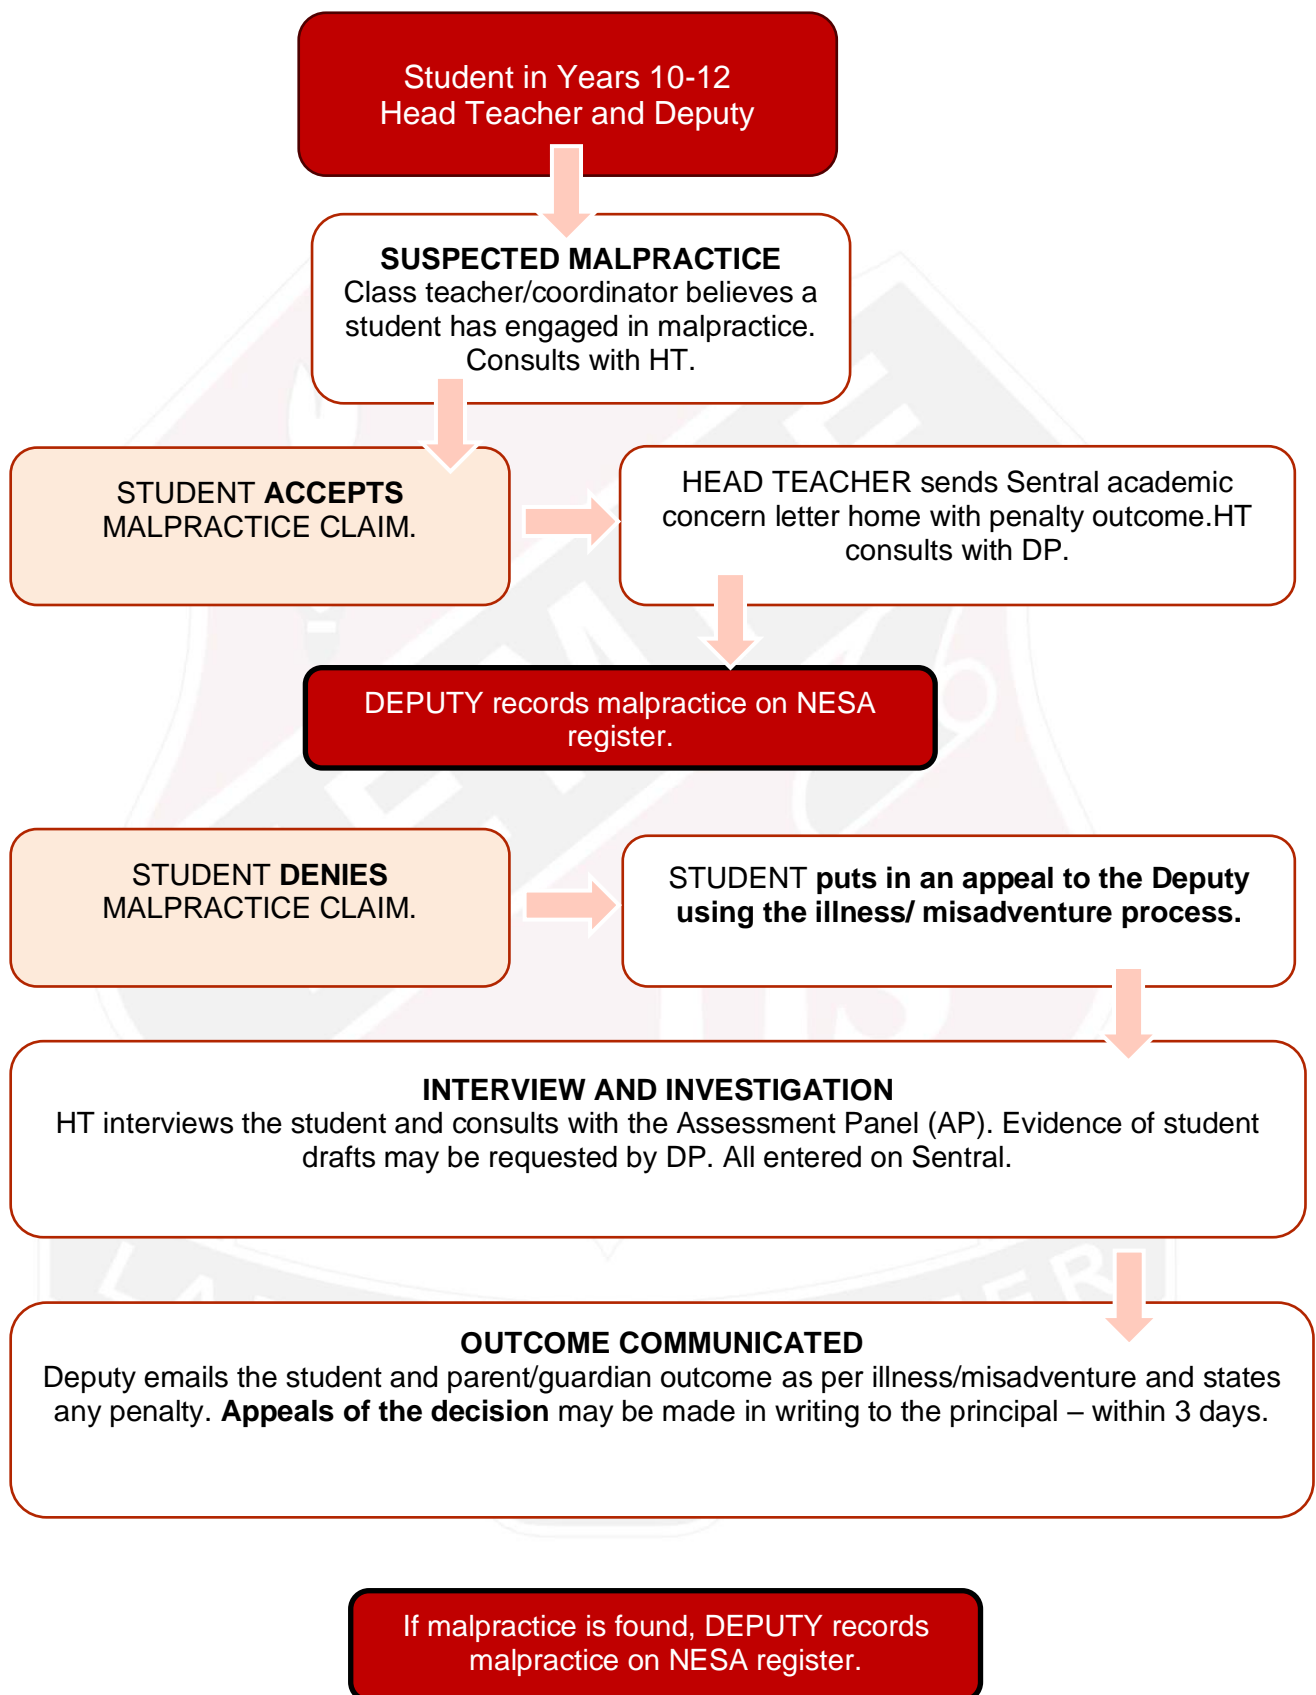 Student in Years 10-12
Head Teacher and Deputy
SUSPECTED MALPRACTICE
Class teacher/coordinator believes a
student has engaged in malpractice.
Consults with HT.
STUDENT ACCEPTS
MALPRACTICE CLAIM.
HEAD TEACHER sends Sentral academic
concern letter home with penalty outcome.HT
consults with DP.
DEPUTY records malpractice on NESA
register.
STUDENT DENIES
MALPRACTICE CLAIM.
STUDENT puts in an appeal to the Deputy
using the illness/ misadventure process.
INTERVIEW AND INVESTIGATION
HT interviews the student and consults with the Assessment Panel (AP). Evidence of student
drafts may be requested by DP. All entered on Sentral.
OUTCOME COMMUNICATED
Deputy emails the student and parent/guardian outcome as per illness/misadventure and states
any penalty. Appeals of the decision may be made in writing to the principal – within 3 days.
If malpractice is found, DEPUTY records
malpractice on NESA register.